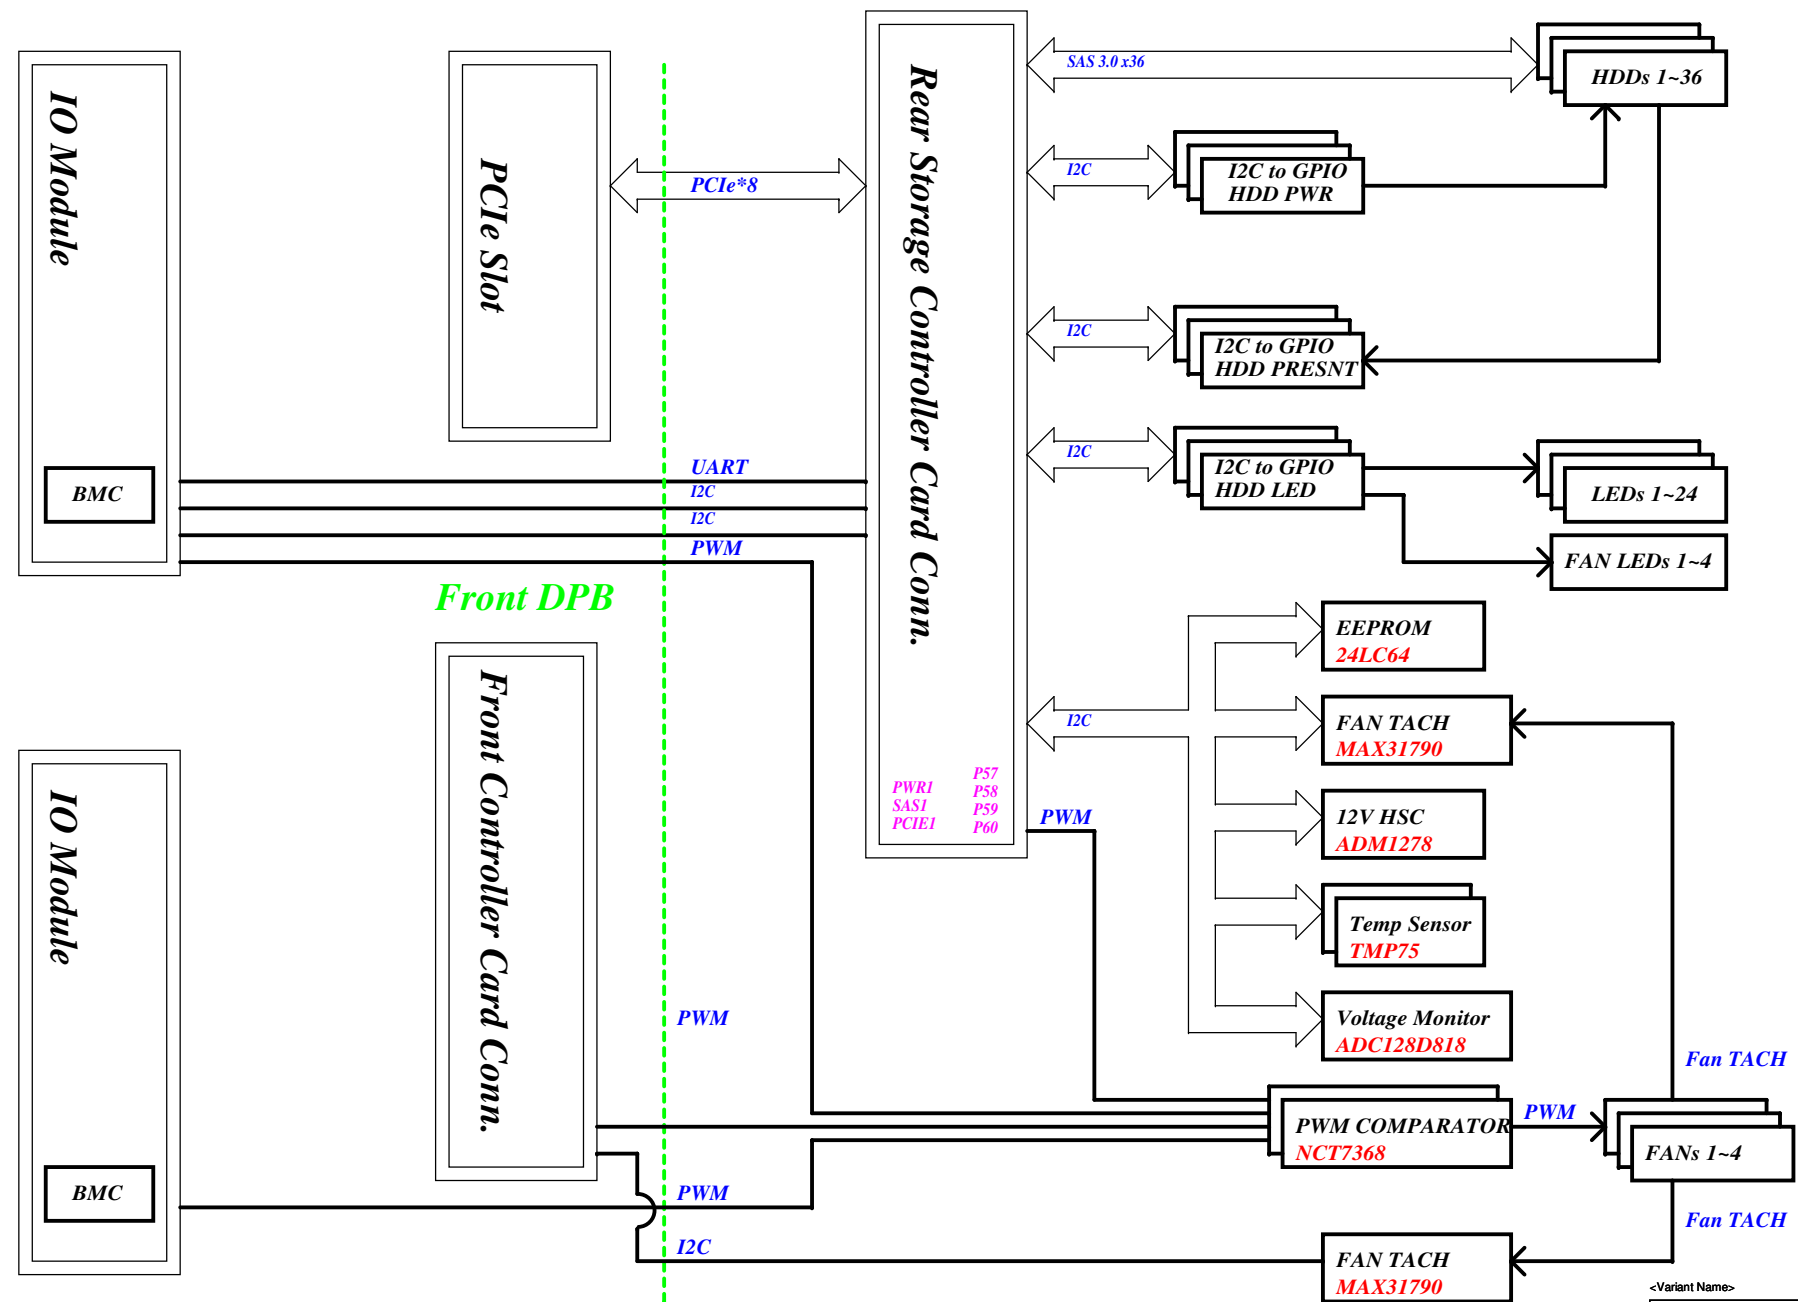 IO Module
BMC
PCIe Slot
PCIe*8
Rear Storage Controller Card Conn.
SAS 3.0 x36
HDDs 1~36
I2C
I2C to GPIO
HDD PWR
I2C
I2C to GPIO
HDD PRESNT
I2C
I2C to GPIO
HDD LED
LEDs 1~24
FAN LEDs 1~4
UART
I2C
I2C
PWM
Front DPB
EEPROM
24LC64
I2C
FAN TACH
MAX31790
12V HSC
ADM1278
Temp Sensor
TMP75
Voltage Monitor
ADC128D818
PWR1
SAS1
PCIE1
P57
P58
P59
P60
PWM
IO Module
BMC
Front Controller Card Conn.
PWM
PWM
I2C
PWM COMPARATOR
NCT7368
PWM
FANs 1~4
Fan TACH
Fan TACH
FAN TACH
MAX31790
<Variant Name>